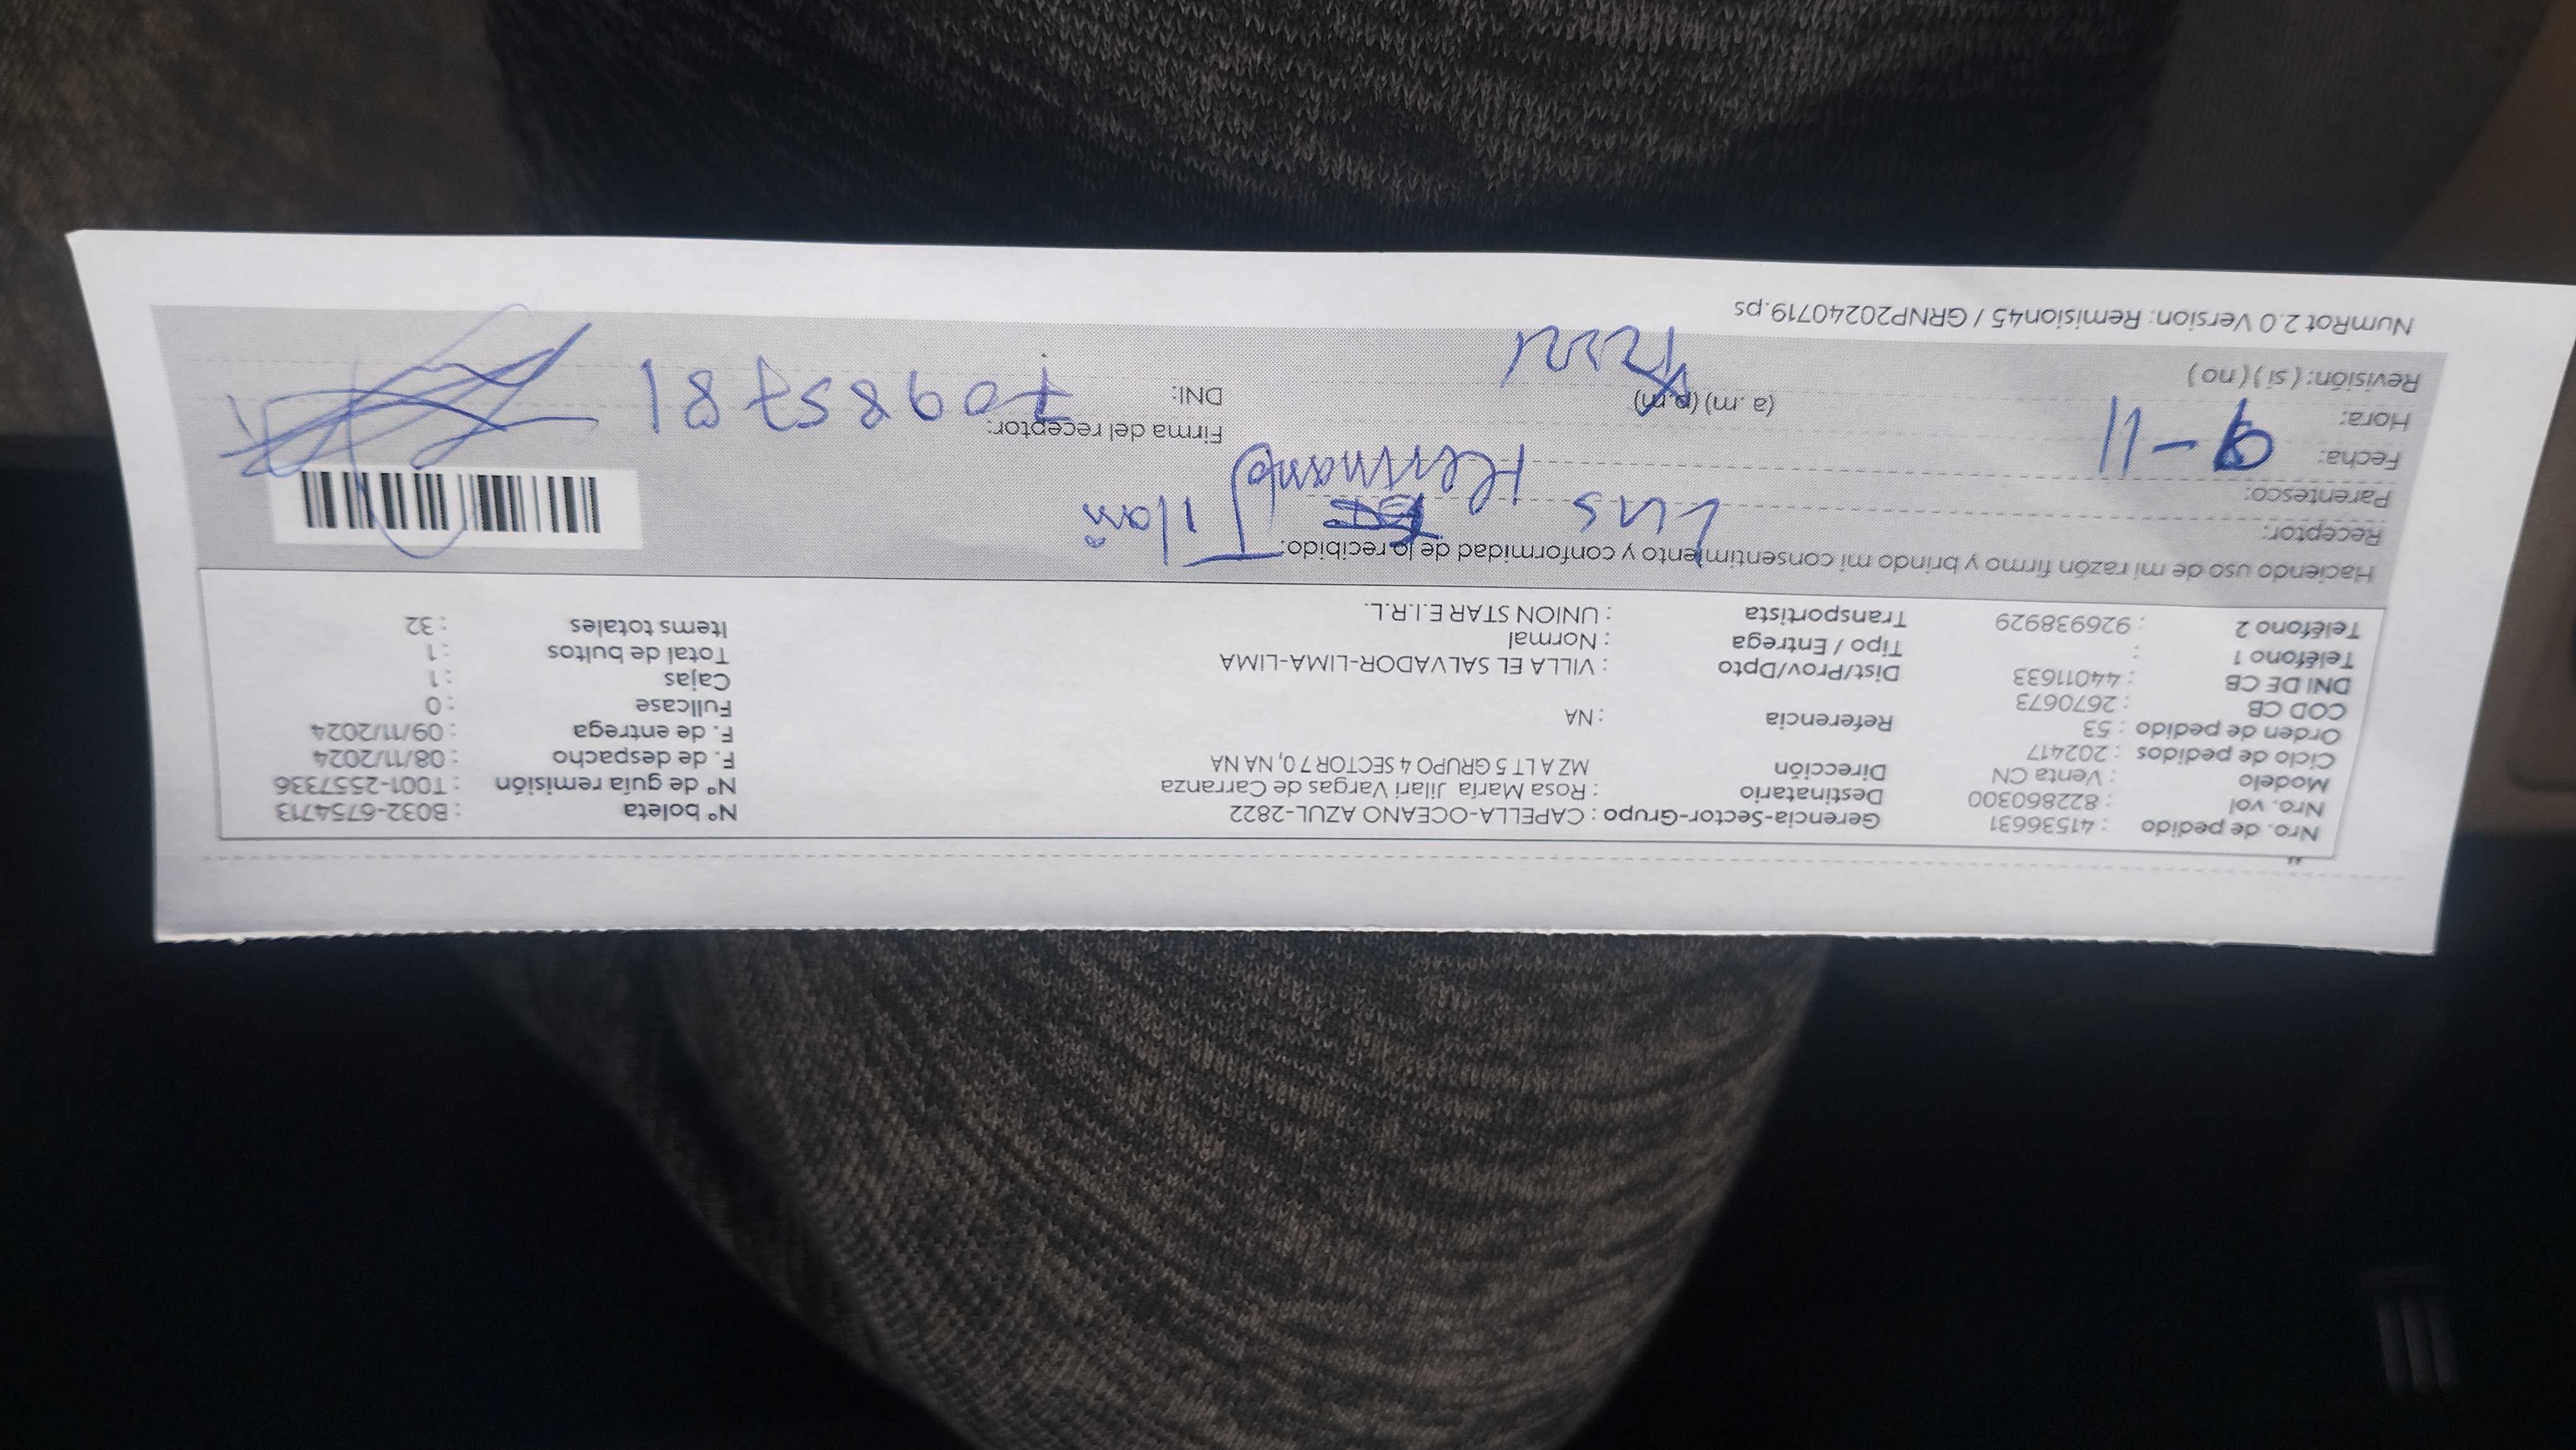 Nro. de pedido : 41536631
Nro. vol : 822860300
Modelo : Venta CN
Ciclo de pedidos : 202417
Orden de pedido : 53
COD CB : 2670673
DNI DE CB : 44011633
Teléfono 1 :
Teléfono 2 : 926938929
Gerencia-Sector-Grupo : CAPELLA-OCEANO AZUL-2822
Destinatario : Rosa María Jilari Vargas de Carranza
Dirección MZ A LT 5 GRUPO 4 SECTOR 7 0, NA NA
Referencia : NA
Dist/Prov/Dpto : VILLA EL SALVADOR-LIMA-LIMA
Tipo / Entrega : Normal
Transportista : UNION STAR E.I.R.L.
N° boleta : B032-6754713
N° de guía remisión : T001-2557336
F. de despacho : 08/11/2024
F. de entrega : 09/11/2024
Fullcase : 0
Cajas : 1
Total de bultos : 1
Items totales : 32
Haciendo uso de mi razón firmo y brindo mi consentimiento y conformidad de lo recibido.
Receptor: Luis
Parentesco: Hermano
Fecha: 9-11
Hora: (a.m) (p.m)
Revisión: (sí) (no)
Firma del receptor:
DNI: 70985781
NumRot 2.0 Version: Remision45 / GRNP20240719.ps